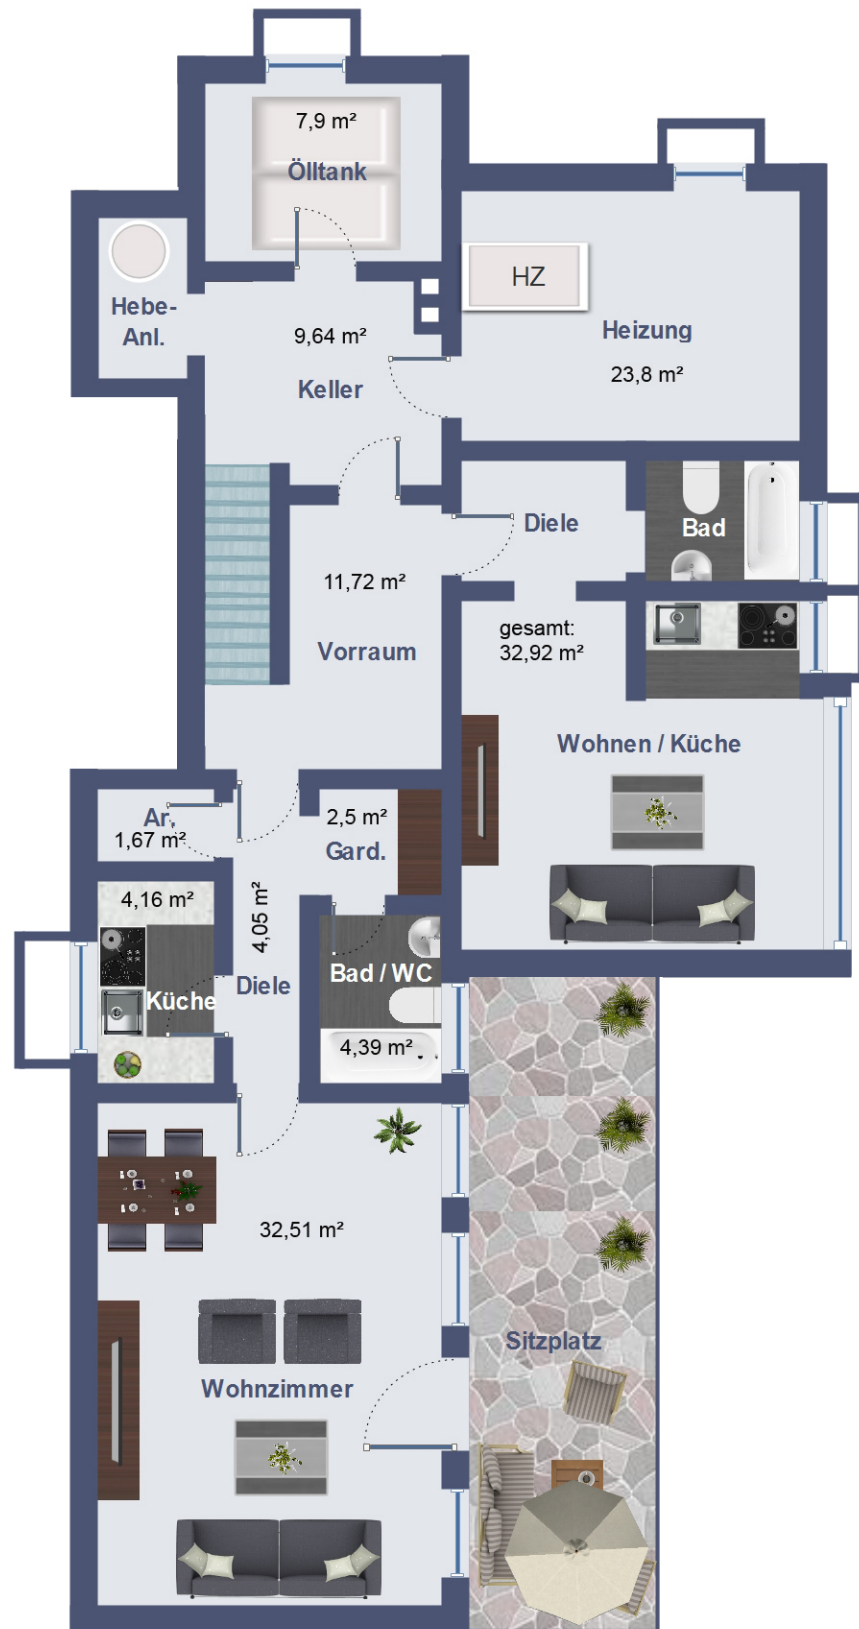 7,9 m²
Ölltank
HZ
Hebe-
Anl.
9,64 m²
Keller
Heizung
23,8 m²
Diele
Bad
11,72 m²
Vorraum
gesamt:
32,92 m²
Wohnen / Küche
Ar.
1,67 m²
2,5 m²
Gard.
4,16 m²
Küche
4,05 m²
Diele
Bad / WC
4,39 m²
32,51 m²
Wohnzimmer
Sitzplatz